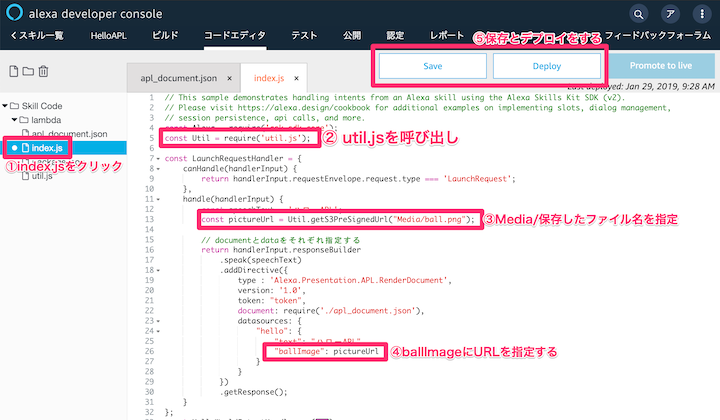 alexa developer console
ア
< スキル一覧 HelloAPL ビルド コードエディタ テスト 公開 認定 レポート フィードバックフォーラム
⑤保存とデプロイをする
Save Deploy Promote to live
Last deployed: Jan 29, 2019, 9:28 AM
apl_document.json × index.js ×
Skill Code
lambda
apl_document.json
index.js
①index.jsをクリック
util.js
1 // This sample demonstrates handling intents from an Alexa skill using the Alexa Skills Kit SDK (v2).
2 // Please visit https://alexa.design/cookbook for additional examples on implementing slots, dialog management,
3 // session persistence, api calls, and more.
4
5 const Util = require('util.js');
② util.jsを呼び出し
6
7 const LaunchRequestHandler = {
8 canHandle(handlerInput) {
9 return handlerInput.requestEnvelope.request.type === 'LaunchRequest';
10 },
11 handle(handlerInput) {
12
13 const pictureUrl = Util.getS3PreSignedUrl("Media/ball.png");
③Media/保存したファイル名を指定
14
15 // documentとdataをそれぞれ指定する
16 return handlerInput.responseBuilder
17 .speak(speechText)
18 .addDirective({
19 type : 'Alexa.Presentation.APL.RenderDocument',
20 version: '1.0',
21 token: "token",
22 document: require('./apl_document.json'),
23 datasources: {
24 "hello": {
25
26 "ballImage": pictureUrl
④ballImageにURLを指定する
27 }
28 }
29 })
30 .getResponse();
31 }
32 };
33